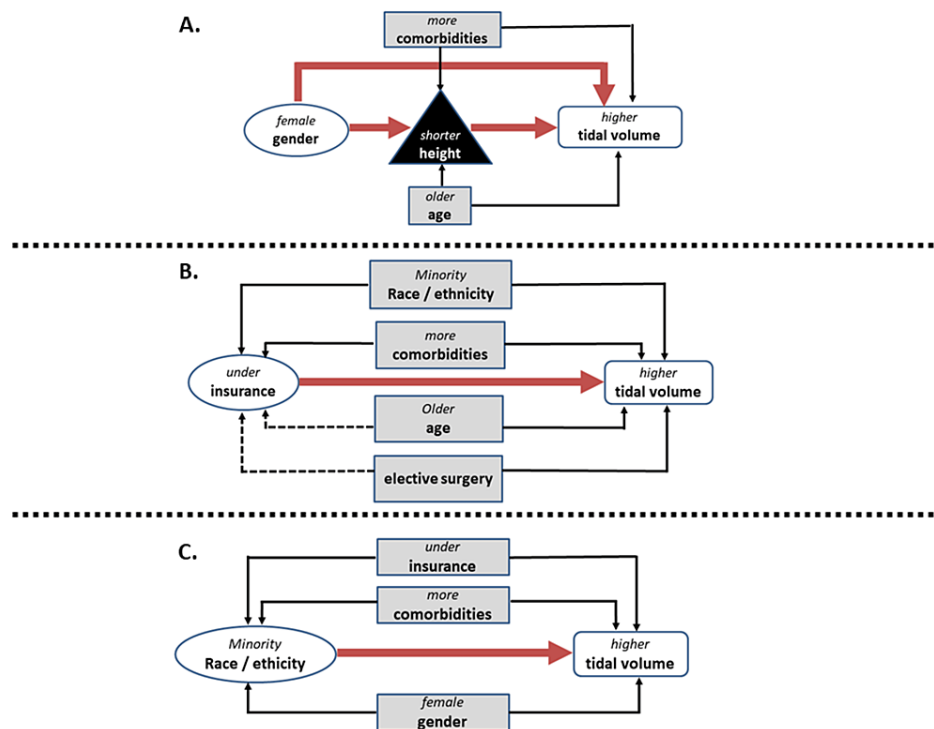 A.
more
comorbidities
female
gender
shorter
height
higher
tidal volume
older
age
B.
Minority
Race / ethnicity
more
comorbidities
under
insurance
higher
tidal volume
Older
age
elective surgery
C.
under
insurance
more
comorbidities
Minority
Race / ethicity
higher
tidal volume
female
gender